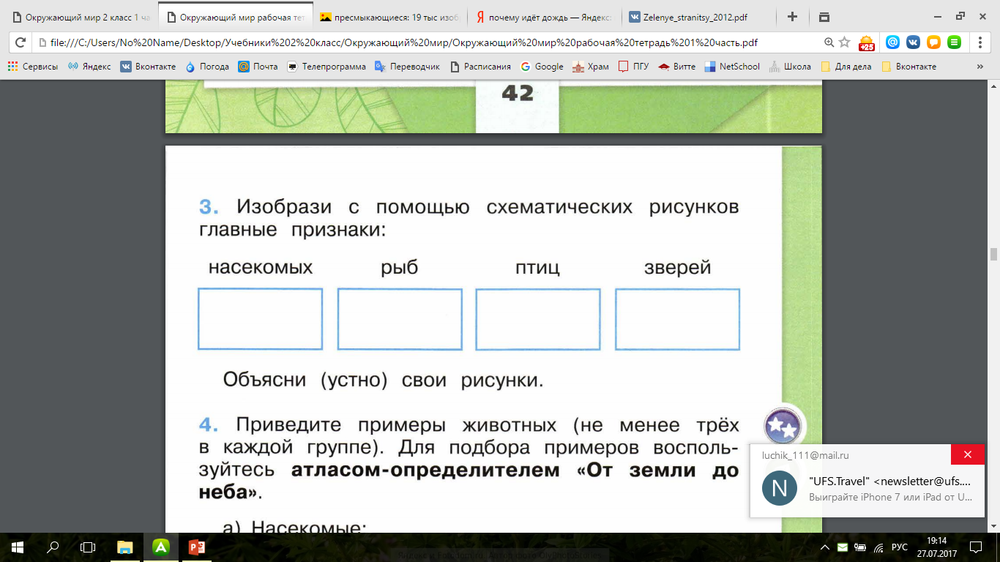 Окружающий мир 2 класс 1 ча
Окружающий мир рабочая тет
пресмыкающиеся: 19 тыс изоб
почему идёт дождь — Яндекс:
Zelenye_stranitsy_2012.pdf
file:///C:/Users/No%20Name/Desktop/Учебники%202%20класс/Окружающий%20мир/Окружающий%20мир%20рабочая%20тетрадь%201%20часть.pdf
+25
Сервисы Яндекс Вконтакте Погода Почта Телепрограмма Переводчик Расписания Google Храм ПГУ Витте NetSchool Школа Для дела Вконтакте »
42
3. Изобрази с помощью схематических рисунков
главные признаки:
насекомых рыб птиц зверей
Объясни (устно) свои рисунки.
4. Приведите примеры животных (не менее трёх
в каждой группе). Для подбора примеров восполь-
зуйтесь атласом-определителем «От земли до
неба».
а) Насекомые:
luchik_111@mail.ru
N
"UFS.Travel" <newsletter@ufs....
Выиграйте iPhone 7 или iPad от U...
РУС
19:14
27.07.2017